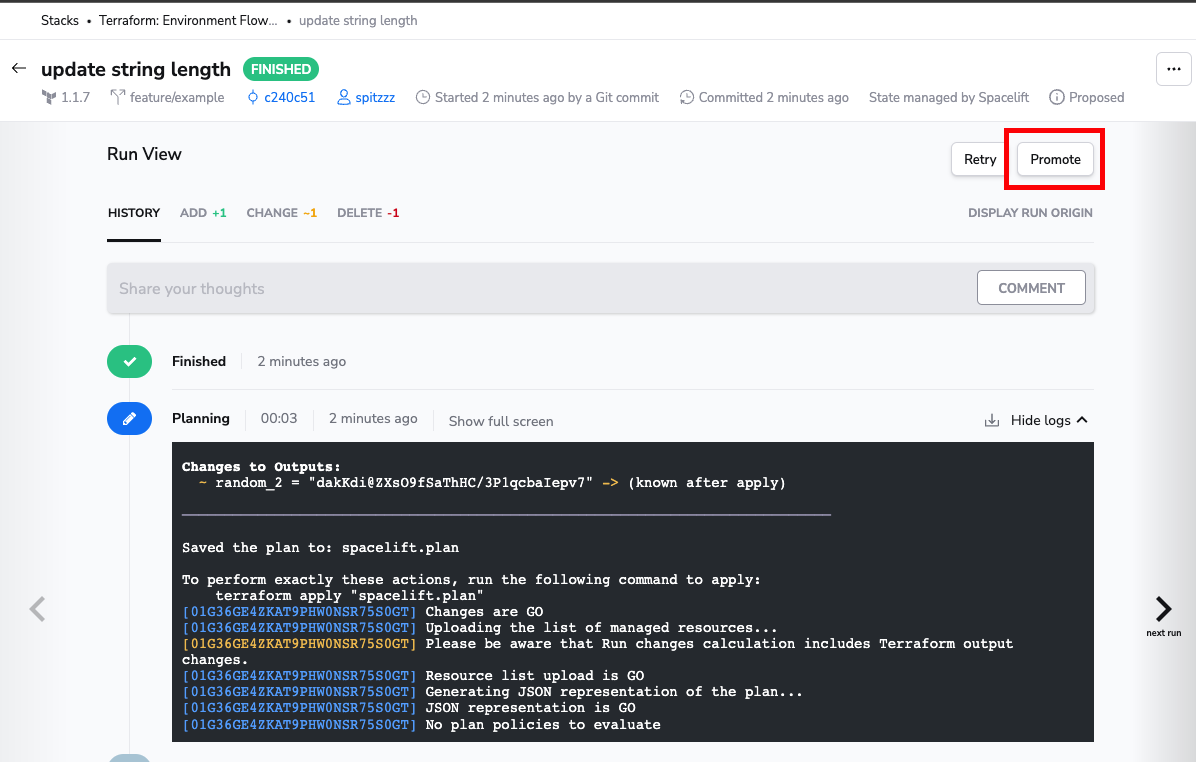 Stacks • Terraform: Environment Flow... • update string length
update string length FINISHED
1.1.7 feature/example c240c51 spitzzz Started 2 minutes ago by a Git commit Committed 2 minutes ago State managed by Spacelift Proposed
Run View
Retry Promote
HISTORY ADD +1 CHANGE ~1 DELETE -1 DISPLAY RUN ORIGIN
Share your thoughts COMMENT
Finished 2 minutes ago
Planning 00:03 2 minutes ago Show full screen Hide logs
Changes to Outputs:
~ random_2 = "dakKdi@ZXsO9fSaThHC/3P1qcbaIepv7" -> (known after apply)
Saved the plan to: spacelift.plan
To perform exactly these actions, run the following command to apply:
terraform apply "spacelift.plan"
[01G36GE4ZKAT9PHW0NSR75S0GT] Changes are GO
[01G36GE4ZKAT9PHW0NSR75S0GT] Uploading the list of managed resources...
[01G36GE4ZKAT9PHW0NSR75S0GT] Please be aware that Run changes calculation includes Terraform output
changes.
[01G36GE4ZKAT9PHW0NSR75S0GT] Resource list upload is GO
[01G36GE4ZKAT9PHW0NSR75S0GT] Generating JSON representation of the plan...
[01G36GE4ZKAT9PHW0NSR75S0GT] JSON representation is GO
[01G36GE4ZKAT9PHW0NSR75S0GT] No plan policies to evaluate
next run